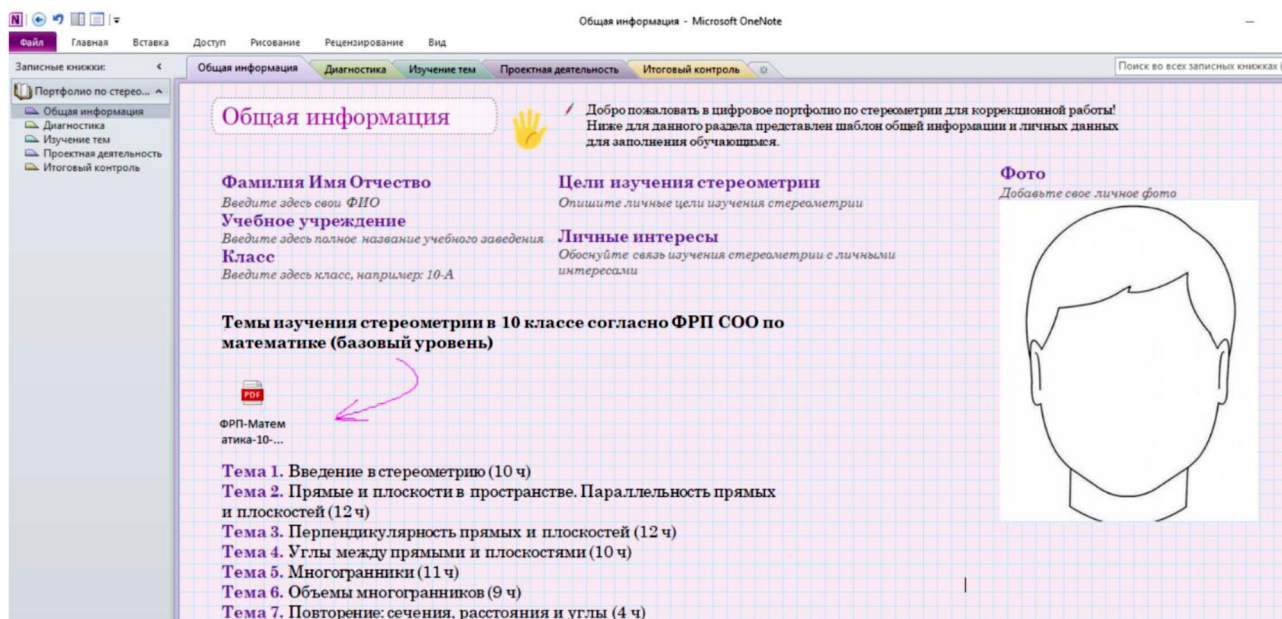 Общая информация - Microsoft OneNote
Файл Главная Вставка Доступ Рисование Рецензирование Вид
Записные книжки:
Общая информация Диагностика Изучение тем Проектная деятельность Итоговый контроль
Поиск во всех записных книжках
Портфолио по стерео...
Общая информация
Диагностика
Изучение тем
Проектная деятельность
Итоговый контроль
Общая информация
Добро пожаловать в цифровое портфолио по стереометрии для коррекционной работы!
Ниже для данного раздела представлен шаблон общей информации и личных данных
для заполнения обучающимся.
Фамилия Имя Отчество
Введите здесь свои ФИО
Учебное учреждение
Введите здесь полное название учебного заведения
Класс
Введите здесь класс, например: 10-А
Цели изучения стереометрии
Опишите личные цели изучения стереометрии
Личные интересы
Обоснуйте связь изучения стереометрии с личными
интересами
Фото
Добавьте свое личное фото
Темы изучения стереометрии в 10 классе согласно ФРП СОО по
математике (базовый уровень)
PDF
ФРП-Матем
атика-10-...
Тема 1. Введение в стереометрию (10 ч)
Тема 2. Прямые и плоскости в пространстве. Параллельность прямых
и плоскостей (12 ч)
Тема 3. Перпендикулярность прямых и плоскостей (12 ч)
Тема 4. Углы между прямыми и плоскостями (10 ч)
Тема 5. Многогранники (11 ч)
Тема 6. Объемы многогранников (9 ч)
Тема 7. Повторение: сечения, расстояния и углы (4 ч)